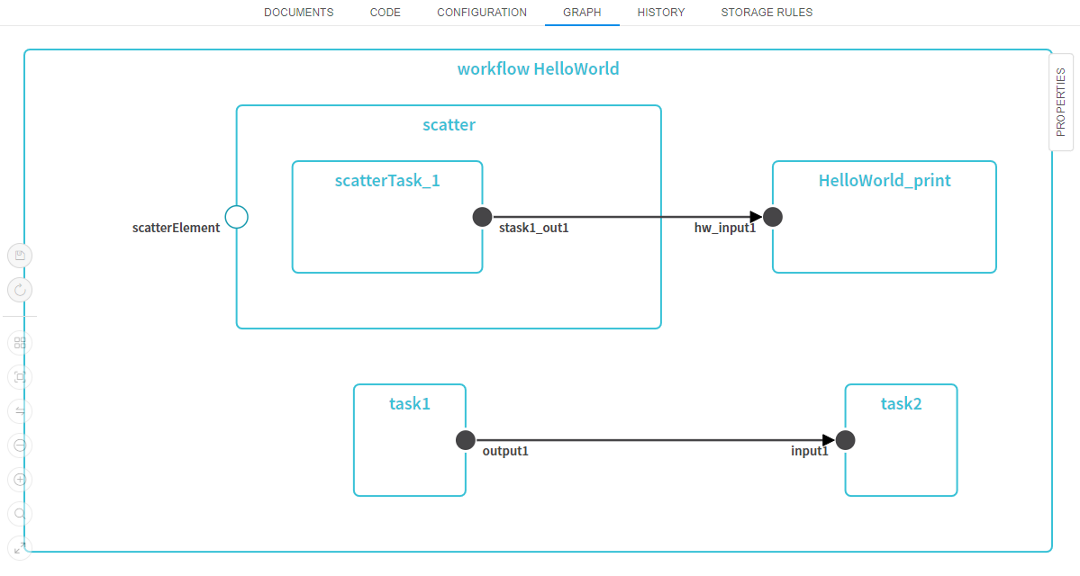 DOCUMENTS CODE CONFIGURATION GRAPH HISTORY STORAGE RULES
workflow HelloWorld
PROPERTIES
scatter
scatterTask_1
HelloWorld_print
scatterElement
stask1_out1
hw_input1
task1
task2
output1
input1